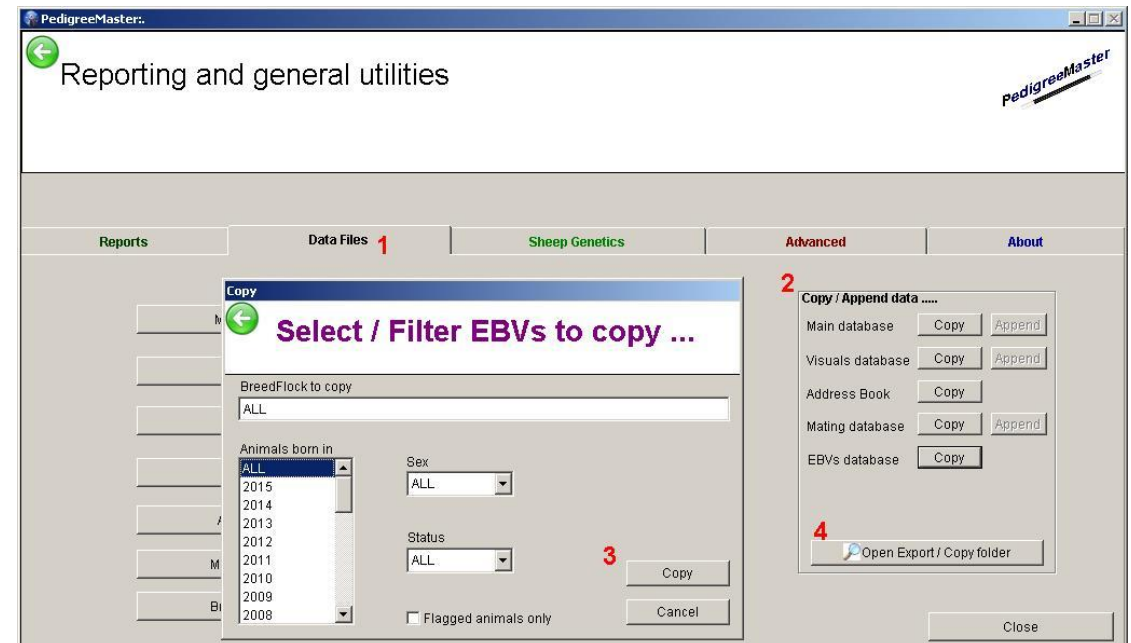 PedigreeMaster:.
Reporting and general utilities
PedigreeMaster
Reports
Data Files 1
Sheep Genetics
Advanced
About
Copy
Select / Filter EBVs to copy ...
BreedFlock to copy
ALL
Animals born in
ALL
2015
2014
2013
2012
2011
2010
2009
2008
Sex
ALL
Status
ALL
Flagged animals only
3
Copy
Cancel
2
Copy / Append data .....
Main database Copy Append
Visuals database Copy Append
Address Book Copy
Mating database Copy Append
EBVs database Copy
4
Open Export / Copy folder
Close